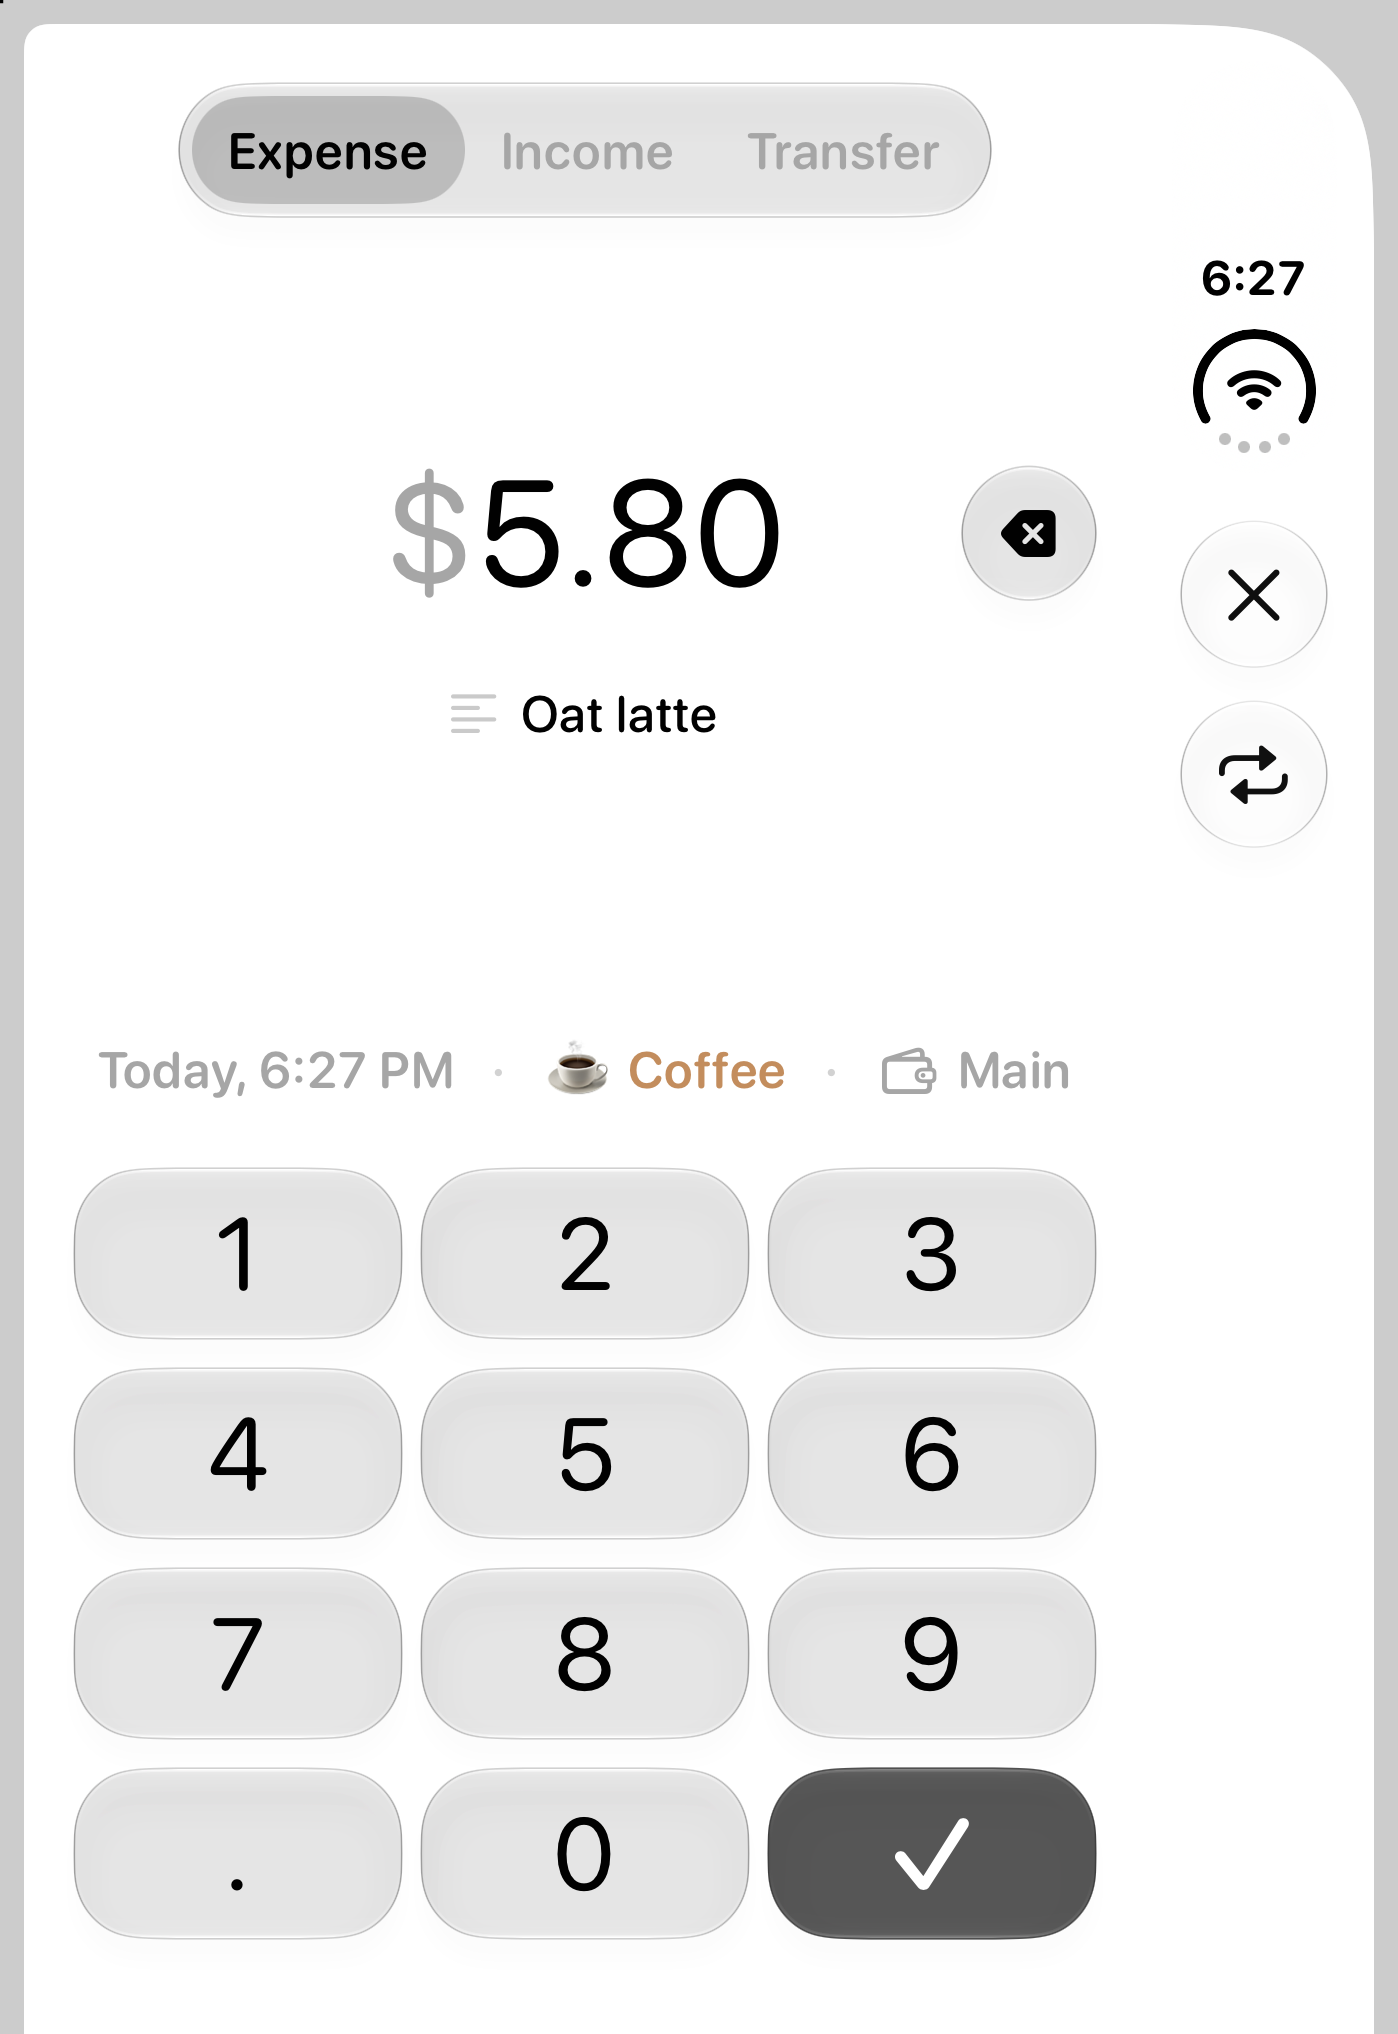 Expense Income Transfer
6:27
$5.80
Oat latte
Today, 6:27 PM · Coffee · Main
1 2 3
4 5 6
7 8 9
. 0